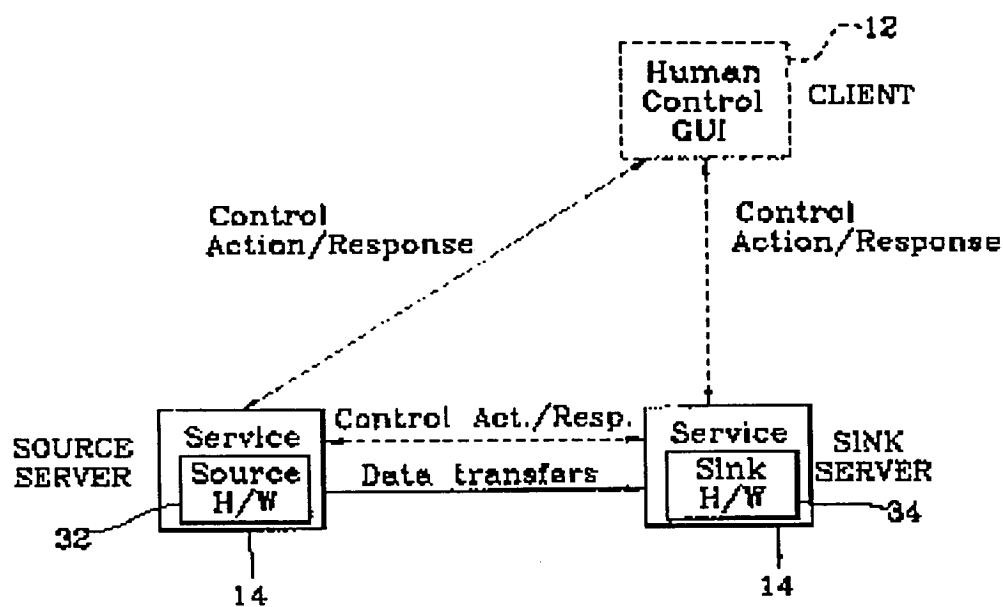 12
Human
Control
GUI
CLIENT
Control
Action/Response
Control
Action/Response
SOURCE
SERVER
Service
Source
H/W
Control Act./Resp.
Data transfers
Service
Sink
H/W
SINK
SERVER
32
34
14
14